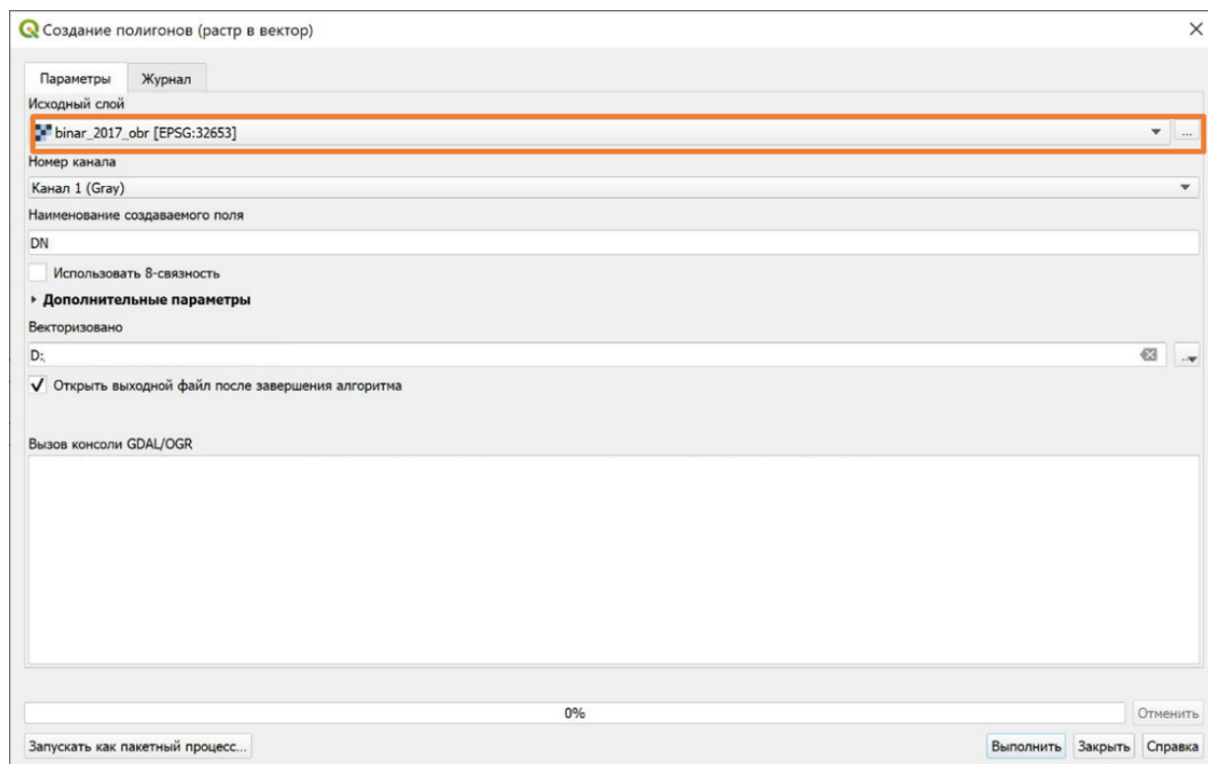 Создание полигонов (растр в вектор)
Параметры Журнал
Исходный слой
binar_2017_obr [EPSG:32653]
...
Номер канала
Канал 1 (Gray)
Наименование создаваемого поля
DN
Использовать 8-связность
Дополнительные параметры
Векторизовано
D:
Открыть выходной файл после завершения алгоритма
Вызов консоли GDAL/OGR
0% Отменить
Запускать как пакетный процесс... Выполнить Закрыть Справка